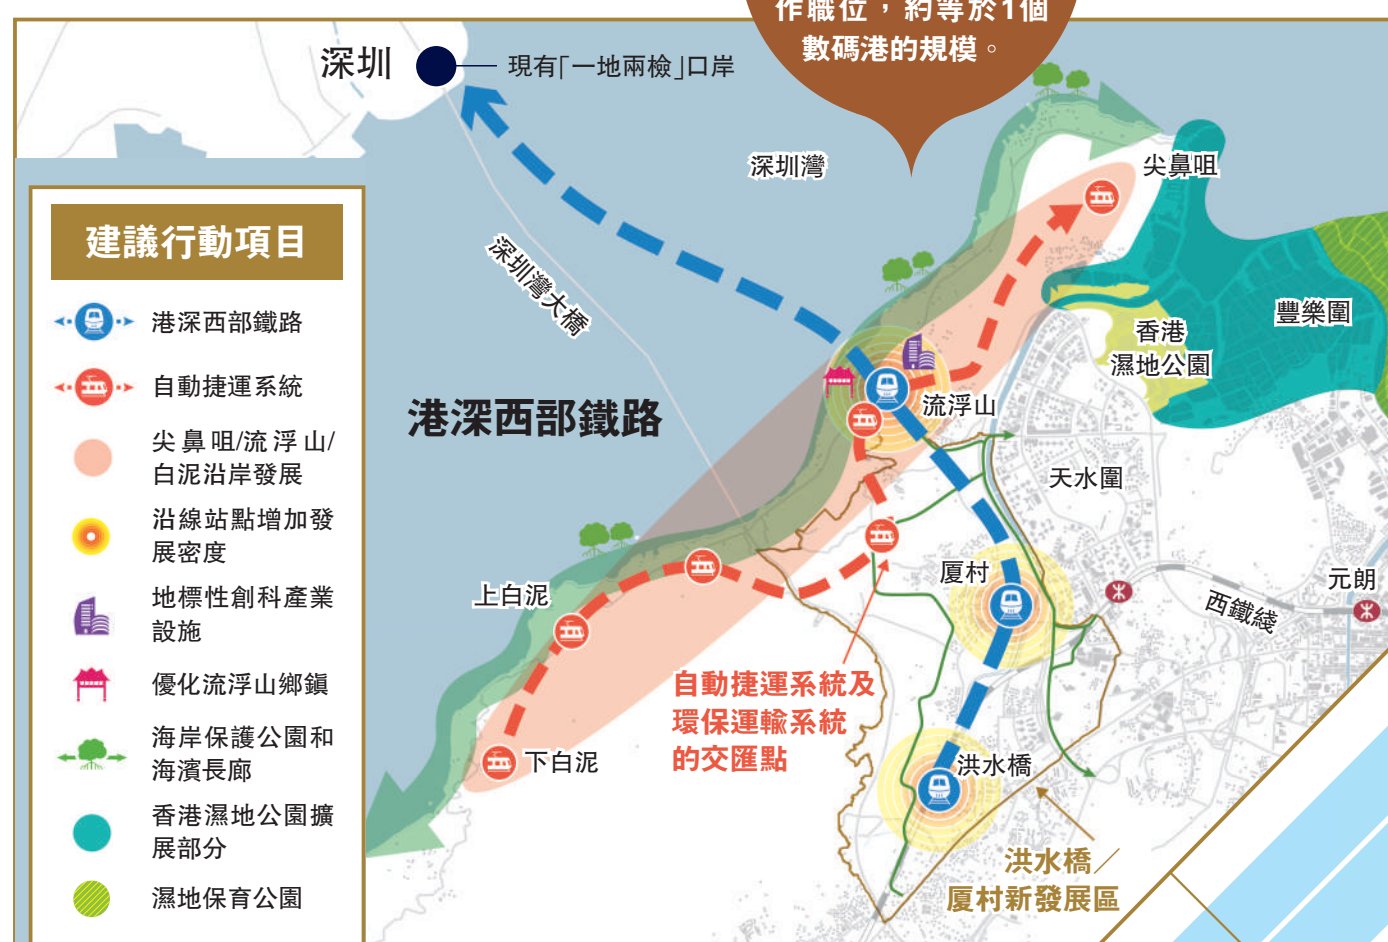 作職位，約等於1個
數碼港的規模。
深圳
現有「一地兩檢」口岸
深圳灣
尖鼻咀
深圳灣大橋
豐樂圍
香港
濕地公園
港深西部鐵路
流浮山
天水圍
厦村
元朗
西鐵綫
上白泥
下白泥
自動捷運系統及
環保運輸系統
的交匯點
洪水橋
洪水橋／
厦村新發展區
建議行動項目
港深西部鐵路
自動捷運系統
尖鼻咀/流浮山/
白泥沿岸發展
沿線站點增加發
展密度
地標性創科產業
設施
優化流浮山鄉鎮
海岸保護公園和
海濱長廊
香港濕地公園擴
展部分
濕地保育公園